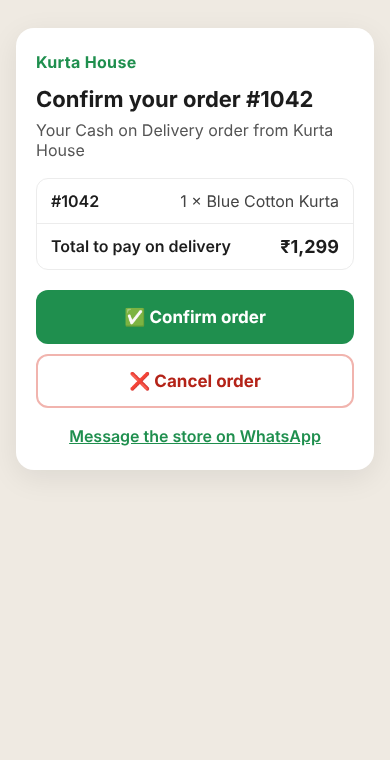 Kurta House
Confirm your order #1042
Your Cash on Delivery order from Kurta
House
#1042 1 × Blue Cotton Kurta
Total to pay on delivery ₹1,299
✅ Confirm order
❌ Cancel order
Message the store on WhatsApp